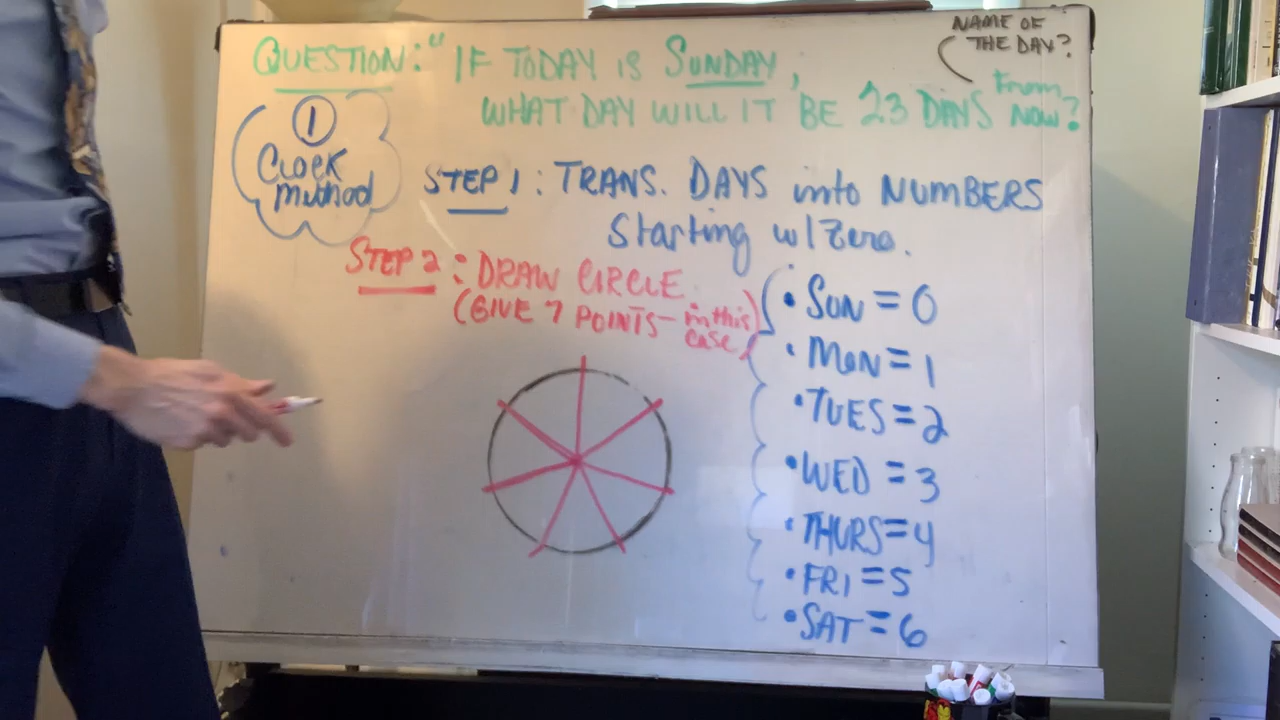 NAME OF
THE DAY?
QUESTION: "IF TODAY IS SUNDAY,
WHAT DAY WILL IT BE 23 DAYS From NOW?
1
CLOCK
Method
STEP 1: TRANS. DAYS into NUMBERS
Starting w/Zero.
STEP 2: DRAW CIRCLE
(GIVE 7 POINTS- in this
case)
• SUN = 0
• MON = 1
• TUES = 2
• WED = 3
• THURS = 4
• FRI = 5
• SAT = 6